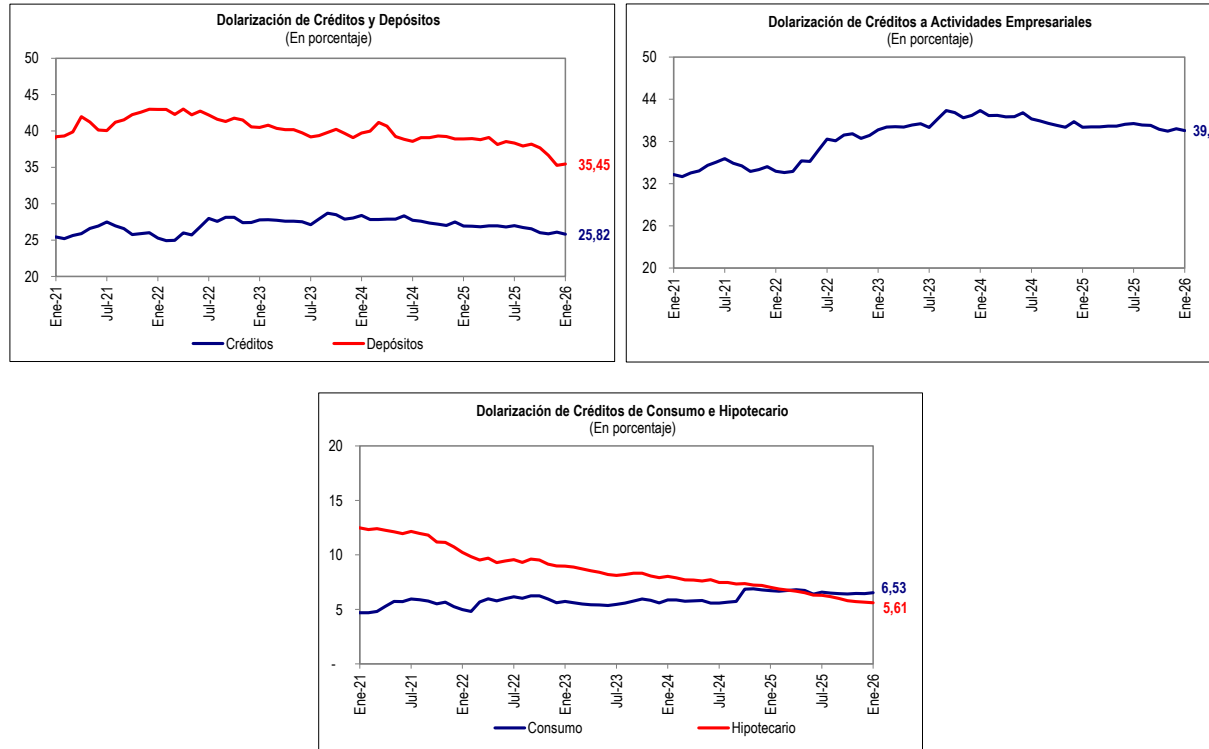 Dolarización de Créditos y Depósitos
(En porcentaje)
50
45
40
35
30
25
20
35,45
25,82
Ene-21
Jul-21
Ene-22
Jul-22
Ene-23
Jul-23
Ene-24
Jul-24
Ene-25
Jul-25
Ene-26
Créditos
Depósitos
Dolarización de Créditos a Actividades Empresariales
(En porcentaje)
50
44
38
32
26
20
39,
Ene-21
Jul-21
Ene-22
Jul-22
Ene-23
Jul-23
Ene-24
Jul-24
Ene-25
Jul-25
Ene-26
Dolarización de Créditos de Consumo e Hipotecario
(En porcentaje)
20
15
10
5
-
6,53
5,61
Ene-21
Jul-21
Ene-22
Jul-22
Ene-23
Jul-23
Ene-24
Jul-24
Ene-25
Jul-25
Ene-26
Consumo
Hipotecario